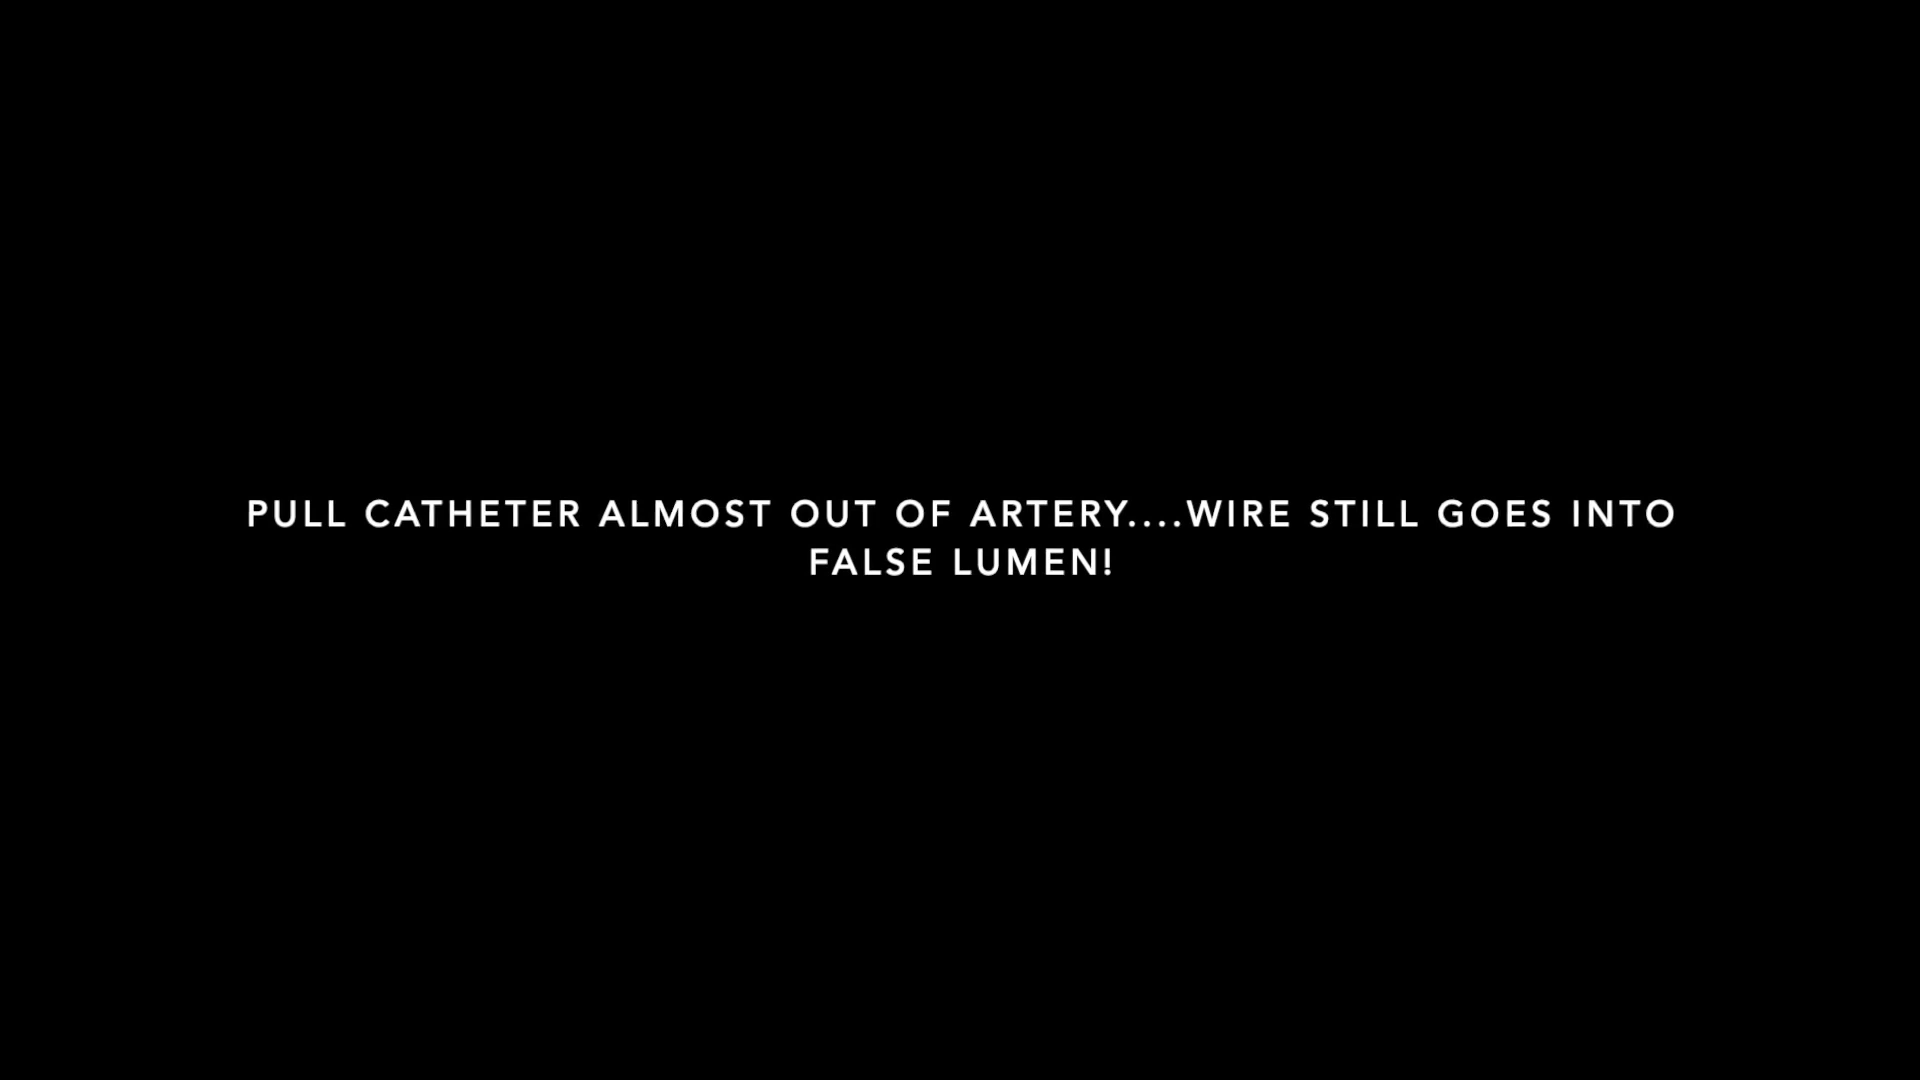 PULL CATHETER ALMOST OUT OF ARTERY....WIRE STILL GOES INTO
FALSE LUMEN!